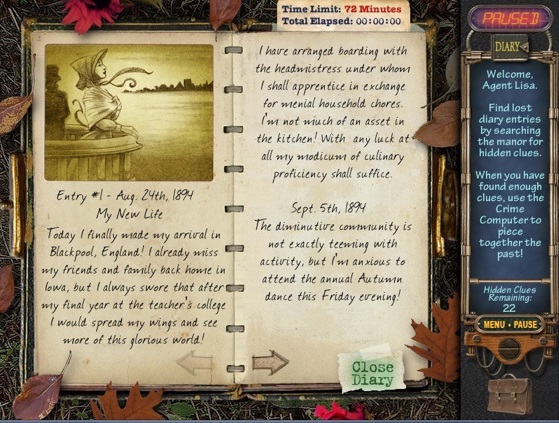 Time Limit: 72 Minutes
Total Elapsed: 00:00:00
Entry #1 - Aug. 24th, 1894
My New Life
Today I finally made my arrival in
Blackpool, England! I already miss
my friends and family back home in
Iowa, but I always swore that after
my final year at the teacher's college
I would spread my wings and see
more of this glorious world!
I have arranged boarding with
the headmistress under whom
I shall apprentice in exchange
for menial household chores.
I'm not much of an asset in
the kitchen! With any luck at
all my modicum of culinary
proficiency shall suffice.
Sept. 5th, 1894
The diminutive community is
not exactly teeming with
activity, but I'm anxious to
attend the annual Autumn
dance this Friday evening!
Close
Diary
PAUSED
DIARY
Welcome,
Agent Lisa.
Find lost
diary entries
by searching
the manor for
hidden clues.
When you have
found enough
clues, use the
Crime
Computer to
piece
together the
past!
Hidden Clues
Remaining:
22
MENU • PAUSE